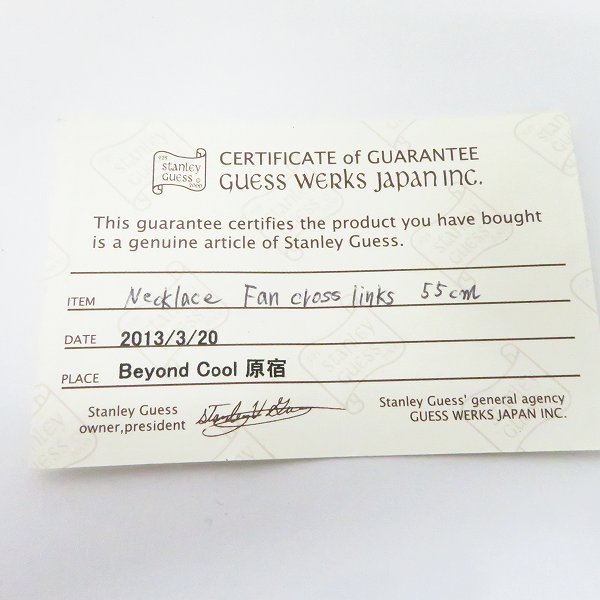 925
Stanley
GUESS ©
2000
CERTIFICATE of GUARANTEE
GUESS WERKS JAPAN INC.
This guarantee certifies the product you have bought
is a genuine article of Stanley Guess.
ITEM Necklace Fan cross links 55cm
DATE 2013/3/20
PLACE Beyond Cool 原宿
Stanley Guess
owner,president
Stanley Guess' general agency
GUESS WERKS JAPAN INC.